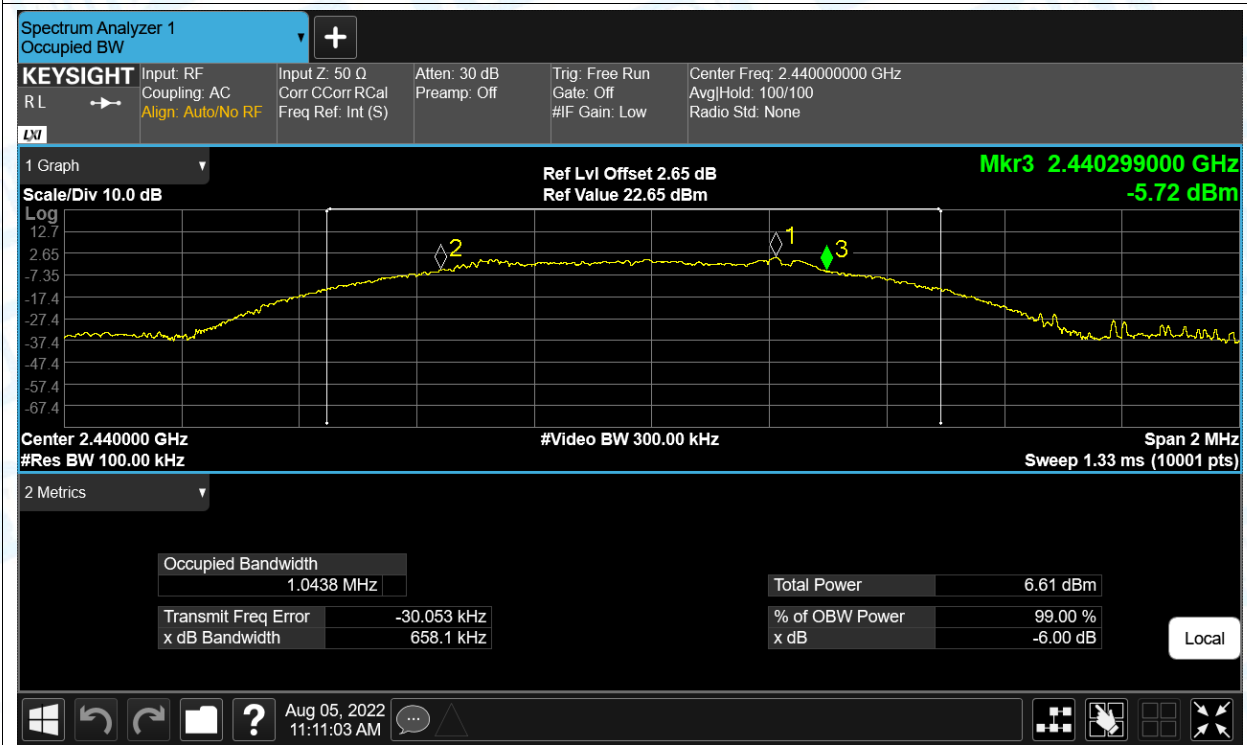 Spectrum Analyzer 1
Occupied BW
+
KEYSIGHT
R L
LXI
Input: RF
Coupling: AC
Align: Auto/No RF
Input Z: 50 Ω
Corr CCorr RCal
Freq Ref: Int (S)
Atten: 30 dB
Preamp: Off
Trig: Free Run
Gate: Off
#IF Gain: Low
Center Freq: 2.440000000 GHz
Avg|Hold: 100/100
Radio Std: None
1 Graph
Scale/Div 10.0 dB
Ref Lvl Offset 2.65 dB
Ref Value 22.65 dBm
Mkr3 2.440299000 GHz
-5.72 dBm
Log
12.7
2.65
-7.35
-17.4
-27.4
-37.4
-47.4
-57.4
-67.4
2
1
3
Center 2.440000 GHz
#Video BW 300.00 kHz
Span 2 MHz
#Res BW 100.00 kHz
Sweep 1.33 ms (10001 pts)
2 Metrics
Occupied Bandwidth
1.0438 MHz
Total Power 6.61 dBm
Transmit Freq Error -30.053 kHz
% of OBW Power 99.00 %
x dB Bandwidth 658.1 kHz
x dB -6.00 dB
Local
?
Aug 05, 2022
11:11:03 AM